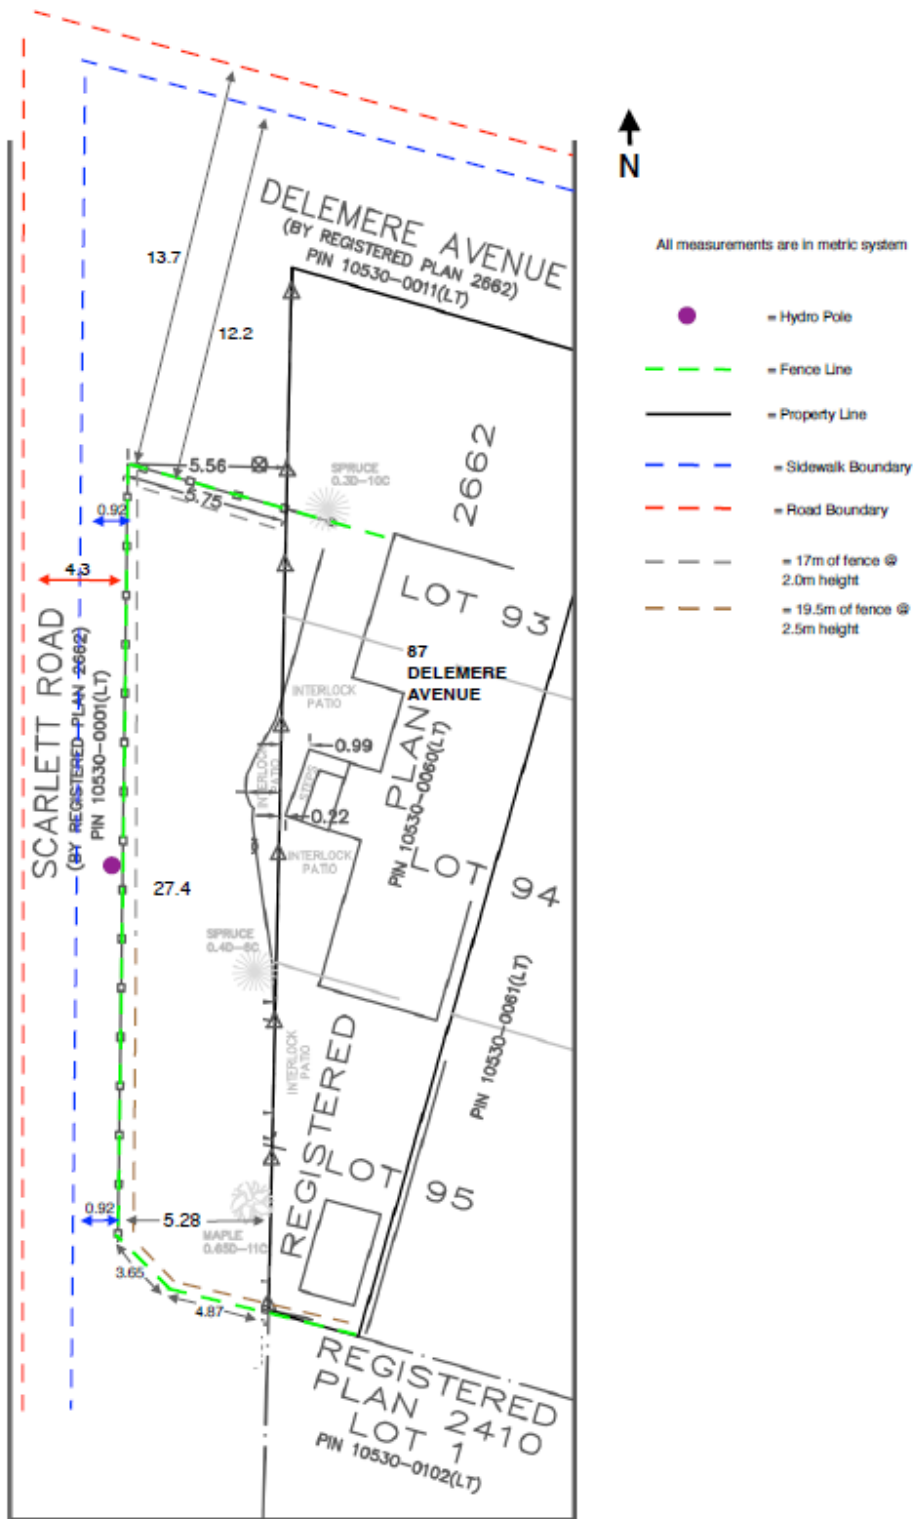 N
All measurements are in metric system
= Hydro Pole
= Fence Line
= Property Line
= Sidewalk Boundary
= Road Boundary
= 17m of fence @
2.0m height
= 19.5m of fence @
2.5m height
DELEMERE AVENUE
(BY REGISTERED PLAN 2662)
PIN 10530-0011(LT)
13.7
12.2
5.56
5.75
SPRUCE
0.3D-10C
2662
0.92
4.3
LOT 93
SCARLETT ROAD
(BY REGISTERED PLAN 2662)
PIN 10530-0001(LT)
87
DELEMERE
AVENUE
INTERLOCK
PATIO
PLAN
PIN 10530-0060(LT)
0.99
INTERLOCK
PATIO
STEPS
0.22
INTERLOCK
PATIO
LOT 94
27.4
SPRUCE
0.4D-6C
PIN 10530-0061(LT)
INTERLOCK
PATIO
REGISTERED
LOT 95
0.92
5.28
MAPLE
0.65D-11C
3.65
4.87
REGISTERED
PLAN 2410
LOT 1
PIN 10530-0102(LT)